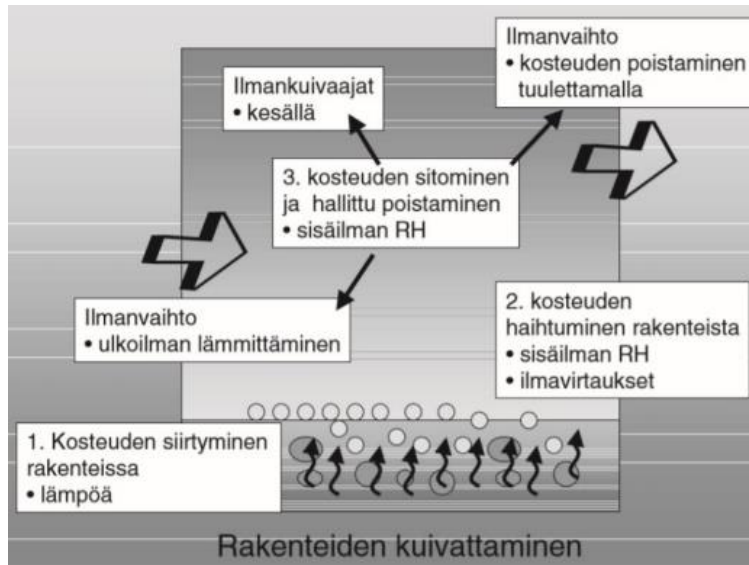 Ilmanvaihto
• kosteuden poistaminen
tuulettamalla
Ilmankuivaajat
• kesällä
3. kosteuden sitominen
ja hallittu poistaminen
• sisäilman RH
Ilmanvaihto
• ulkoilman lämmittäminen
2. kosteuden
haihtuminen rakenteista
• sisäilman RH
• ilmavirtaukset
1. Kosteuden siirtyminen
rakenteissa
• lämpöä
Rakenteiden kuivattaminen